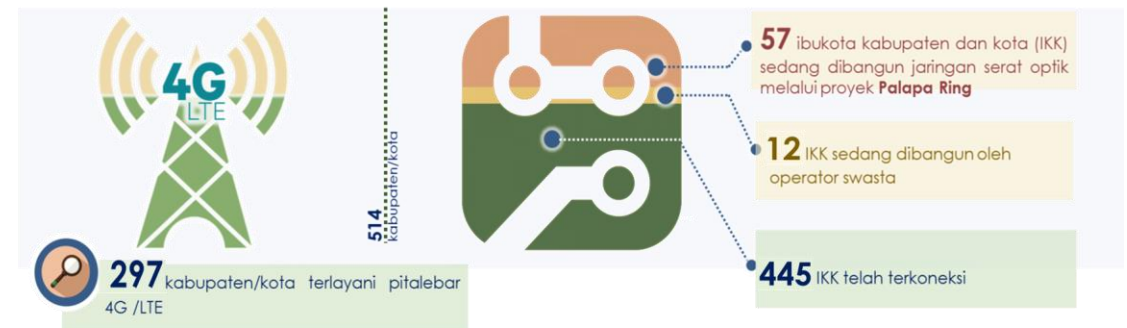 4G
LTE
297 kabupaten/kota terlayani pitalebar
4G /LTE
514
kabupaten/kota
57 ibukota kabupaten dan kota (IKK)
sedang dibangun jaringan serat optik
melalui proyek Palapa Ring
12 IKK sedang dibangun oleh
operator swasta
445 IKK telah terkoneksi